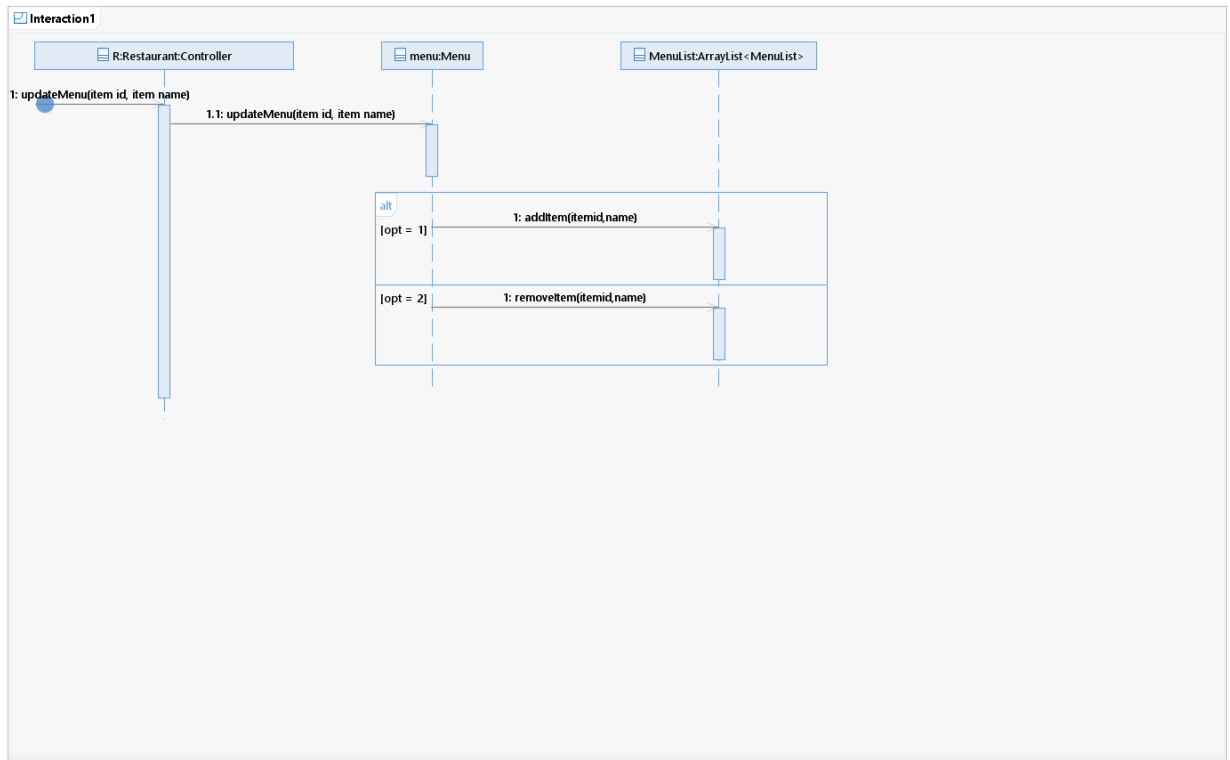 Interaction1
R:Restaurant:Controller
menu:Menu
MenuList:ArrayList<MenuList>
1: updateMenu(item id, item name)
1.1: updateMenu(item id, item name)
alt
1: addItem(itemid,name)
[opt = 1]
1: removeItem(itemid,name)
[opt = 2]